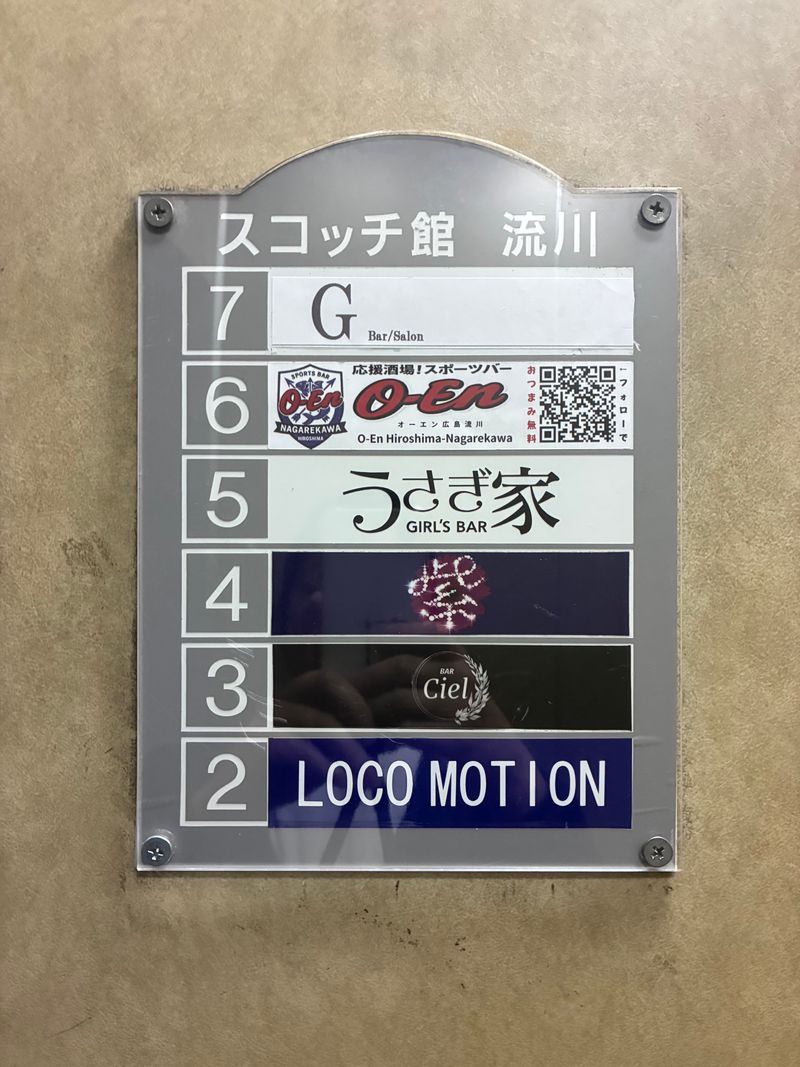 スコッチ館 流川
7
G
Bar/Salon
6
SPORTS BAR
O-En
NAGAREKAWA
HIROSHIMA
応援酒場！スポーツバー
O-En
オーエン広島流川
O-En Hiroshima-Nagarekawa
←フォローで
おつまみ無料
5
うさぎ家
GIRL'S BAR
4
紫
3
BAR
Ciel
2
LOCO MOTION